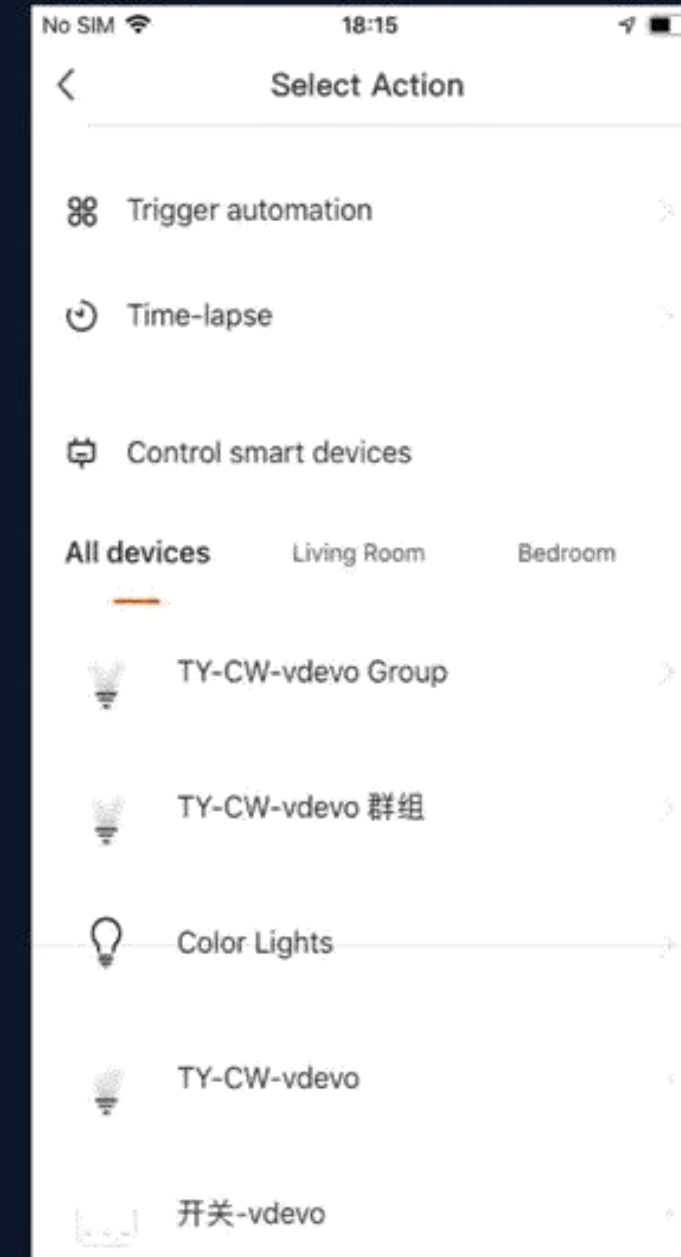 No SIM 18:15
Select Action
Trigger automation
Time-lapse
Control smart devices
All devices Living Room Bedroom
TY-CW-vdevo Group
TY-CW-vdevo 群组
Color Lights
TY-CW-vdevo
开关-vdevo